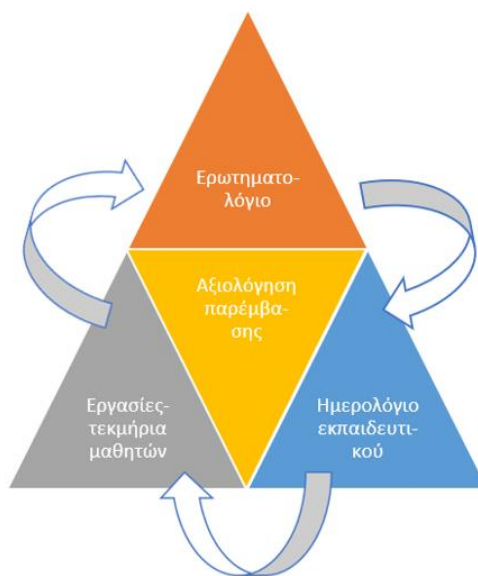 Ερωτηματο-
λόγιο
Αξιολόγηση
παρέμβα-
σης
Εργασίες-
τεκμήρια
μαθητών
Ημερολόγιο
εκπαιδευτι-
κού